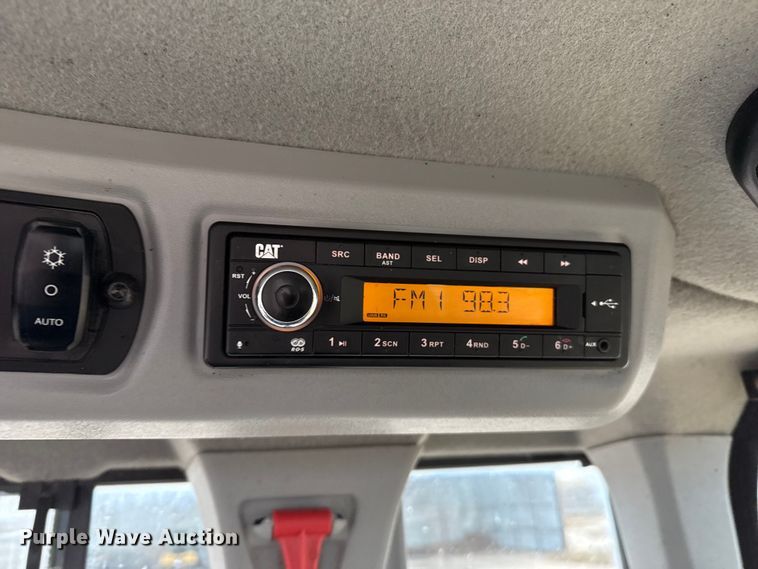 CAT
SRC
BAND
AST
SEL
DISP
RST
VOL
FM1 98.3
AUTO
R·D·S
1
2 SCN
3 RPT
4 RND
5 D-
6 D+
AUX
Purple Wave Auction®